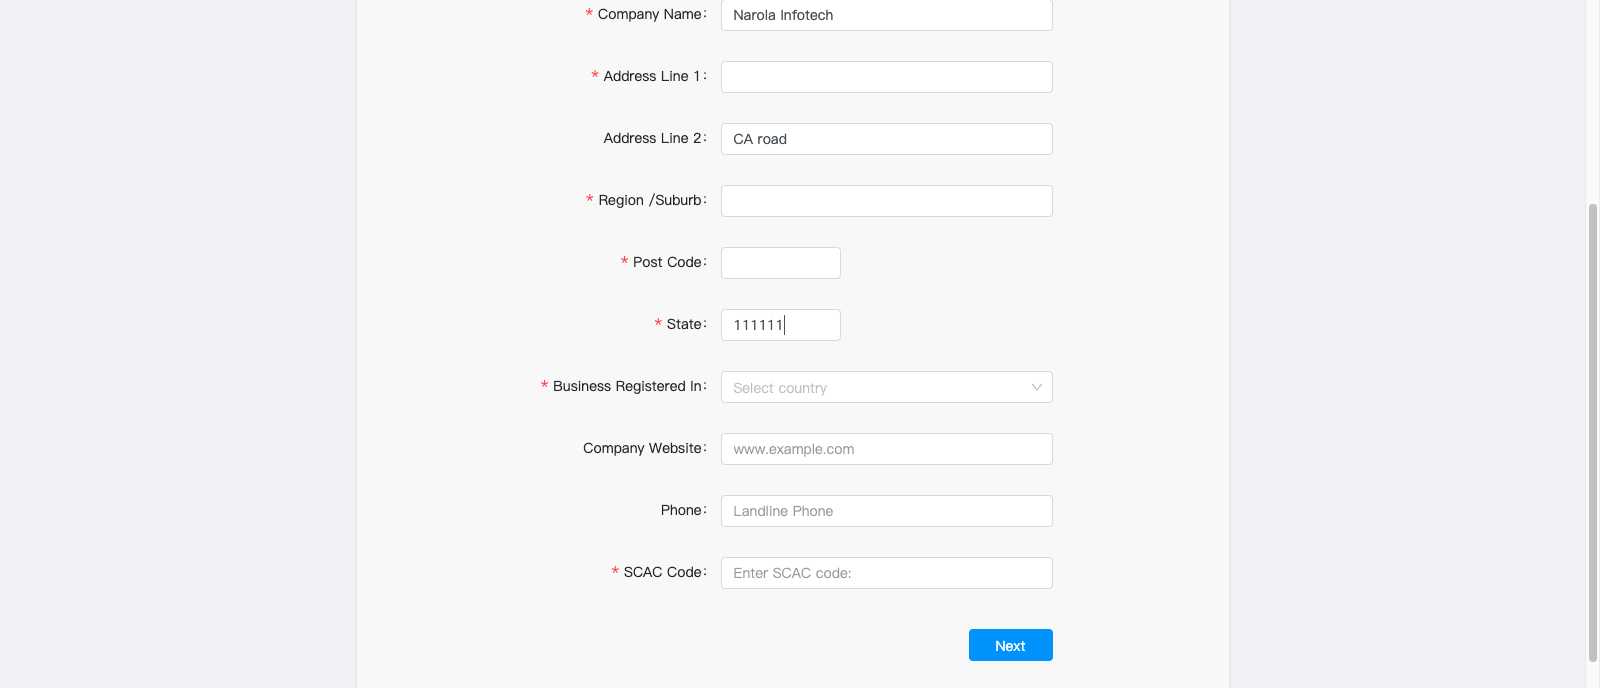 * Company Name: Narola Infotech
* Address Line 1:
Address Line 2: CA road
* Region /Suburb:
* Post Code:
* State: 111111
* Business Registered In: Select country
Company Website: www.example.com
Phone: Landline Phone
* SCAC Code: Enter SCAC code:
Next